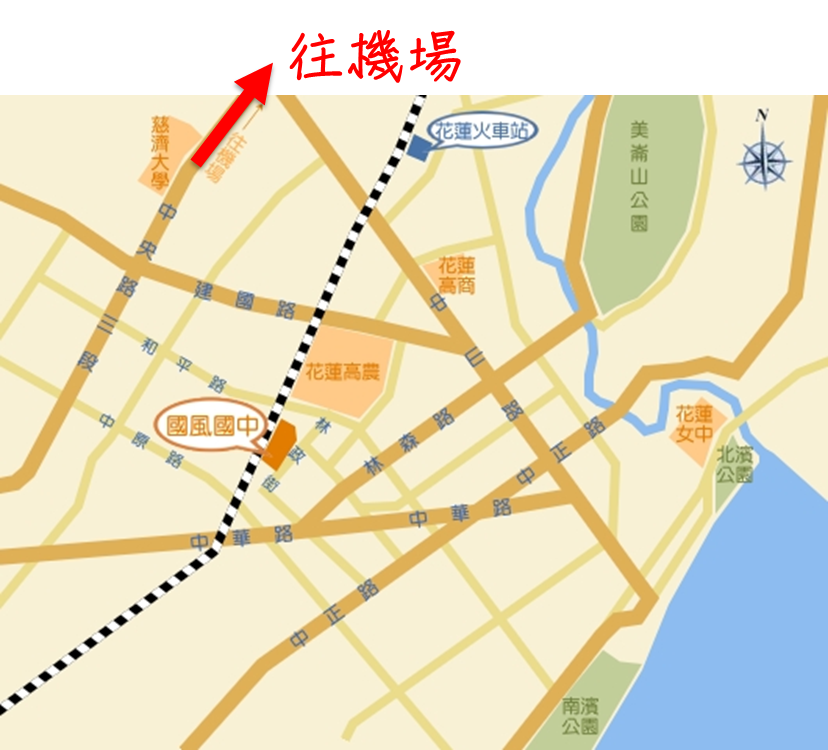 往機場
N
花蓮火車站
慈濟大學
往機場
美崙山公園
中央路三段
建國路
花蓮高商
中山路
和平路
花蓮高農
國風國中
林政街
中原路
林森路
中正路
花蓮女中
北濱公園
中華路
中華路
中正路
南濱公園